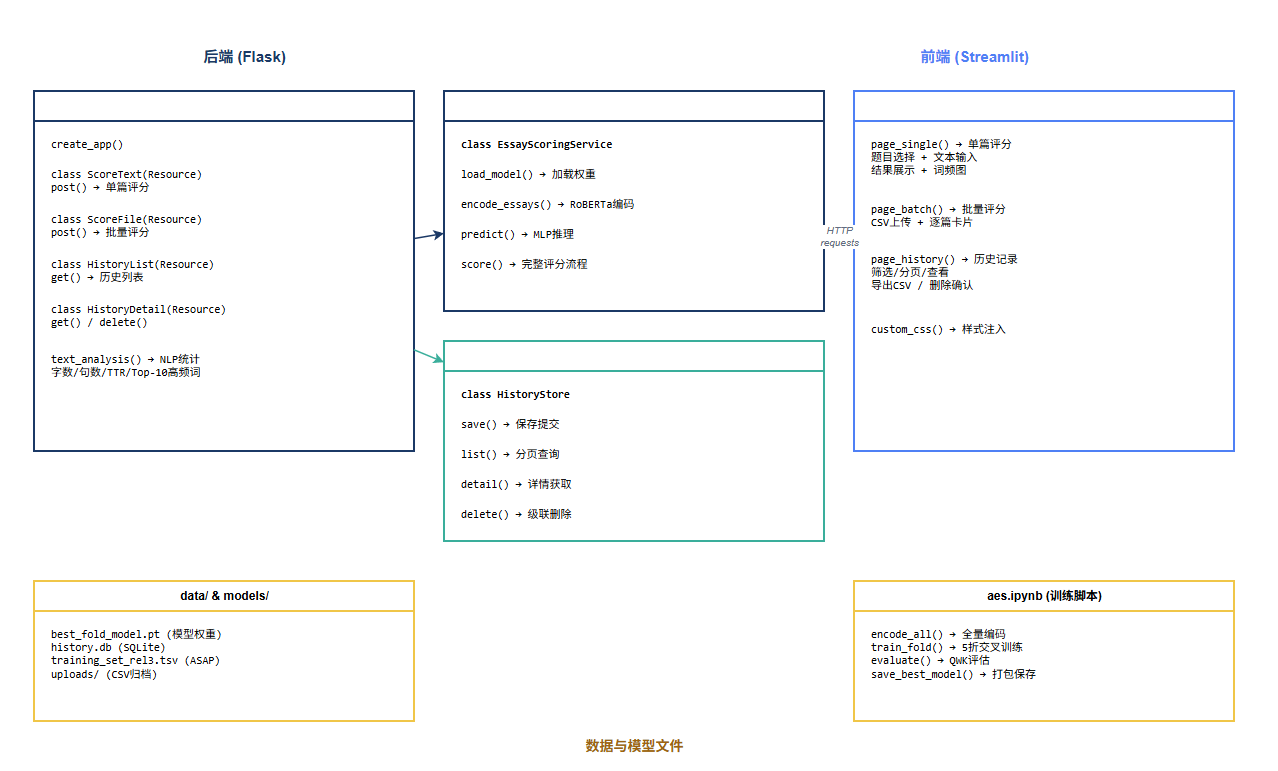 后端 (Flask)
前端 (Streamlit)
create_app()
class ScoreText(Resource)
post() → 单篇评分
class ScoreFile(Resource)
post() → 批量评分
class HistoryList(Resource)
get() → 历史列表
class HistoryDetail(Resource)
get() / delete()
text_analysis() → NLP统计
字数/句数/TTR/Top-10高频词
class EssayScoringService
load_model() → 加载权重
encode_essays() → RoBERTa编码
predict() → MLP推理
score() → 完整评分流程
HTTP
requests
page_single() → 单篇评分
题目选择 + 文本输入
结果展示 + 词频图
page_batch() → 批量评分
CSV上传 + 逐篇卡片
page_history() → 历史记录
筛选/分页/查看
导出CSV / 删除确认
custom_css() → 样式注入
class HistoryStore
save() → 保存提交
list() → 分页查询
detail() → 详情获取
delete() → 级联删除
data/ & models/
best_fold_model.pt (模型权重)
history.db (SQLite)
training_set_rel3.tsv (ASAP)
uploads/ (CSV归档)
aes.ipynb (训练脚本)
encode_all() → 全量编码
train_fold() → 5折交叉训练
evaluate() → QWK评估
save_best_model() → 打包保存
数据与模型文件